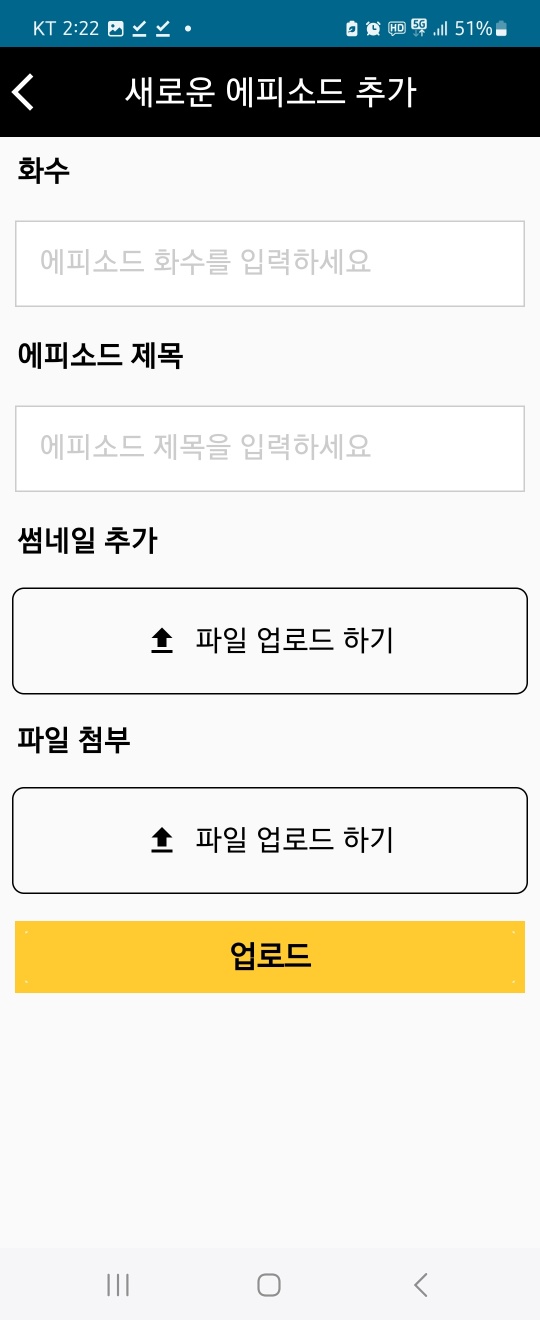 KT 2:22 HD 5G 51%
새로운 에피소드 추가
화수
에피소드 화수를 입력하세요
에피소드 제목
에피소드 제목을 입력하세요
썸네일 추가
파일 업로드 하기
파일 첨부
파일 업로드 하기
업로드